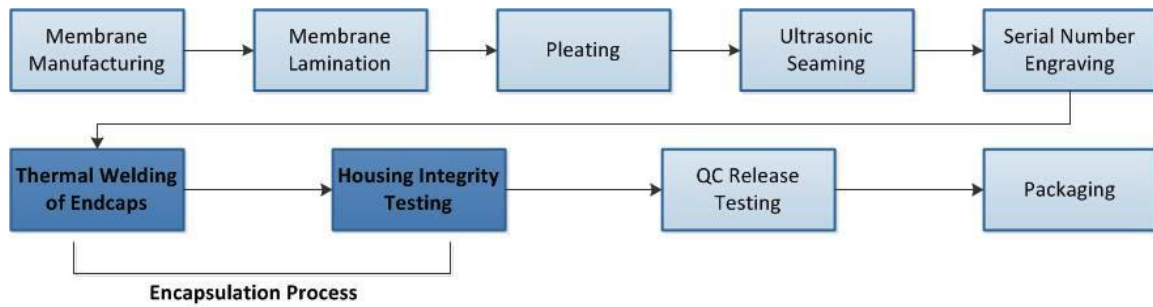 Membrane
Manufacturing
Membrane
Lamination
Pleating
Ultrasonic
Seaming
Serial Number
Engraving
Thermal Welding
of Endcaps
Housing Integrity
Testing
QC Release
Testing
Packaging
Encapsulation Process